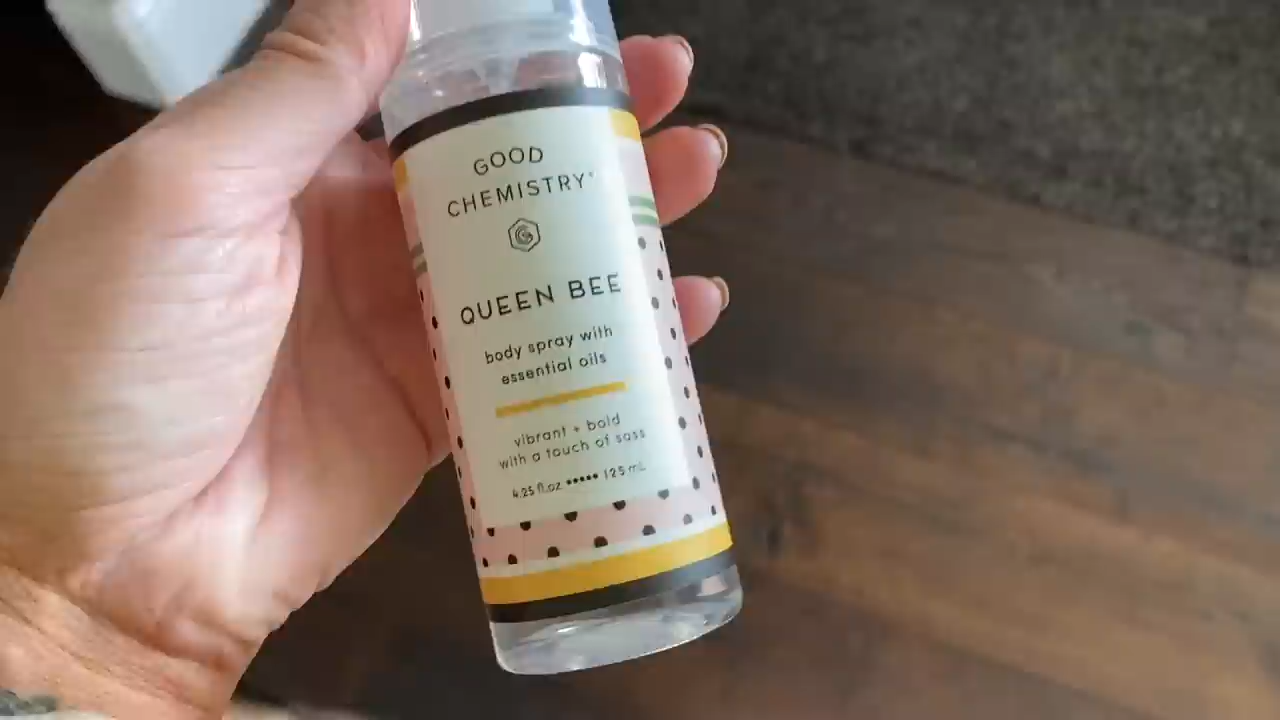 GOOD
CHEMISTRY®
QUEEN BEE
body spray with
essential oils
vibrant + bold
with a touch of sass
4.25 fl.oz ••••• 125 mL